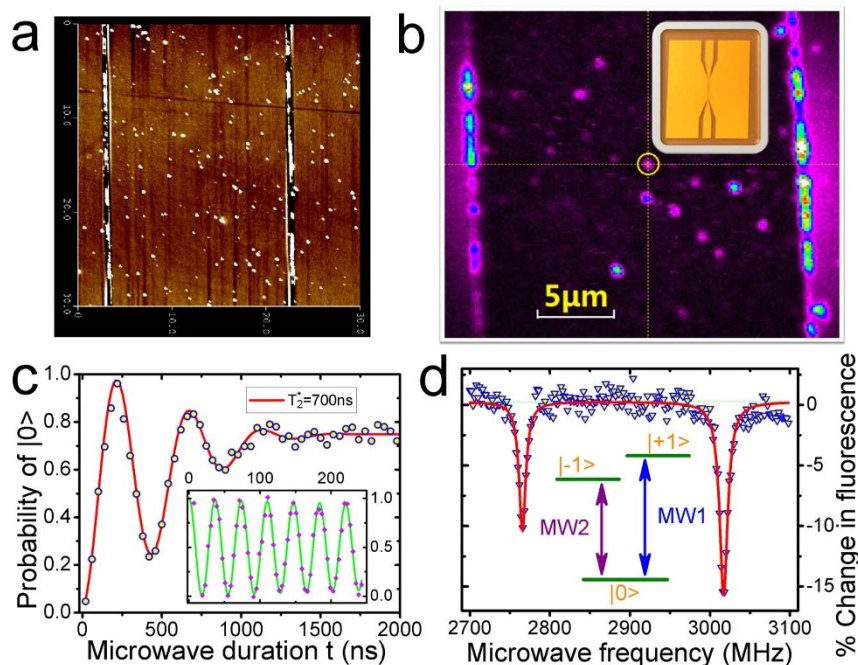 a
0
10.0
20.0
30.0
0
10.0
20.0
30.0
b
5μm
c
Probability of |0>
1.0
0.8
0.6
0.4
0.2
0.0
T₂*=700ns
0 100 200
1.0
0.5
0.0
0 500 1000 1500 2000
Microwave duration t (ns)
d
|+1>
|-1>
MW2
MW1
|0>
0
-5
-10
-15
% Change in fluorescence
2700 2800 2900 3000 3100
Microwave frequency (MHz)